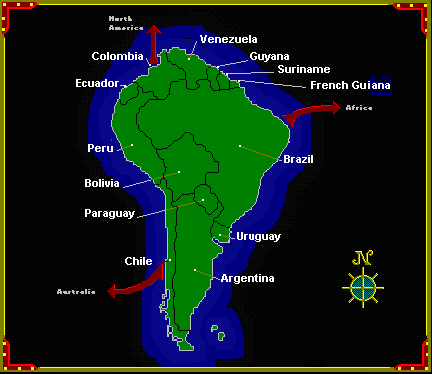 North
America
Venezuela
Colombia
Guyana
Suriname
Ecuador
French Guiana
Africa
Peru
Brazil
Bolivia
Paraguay
Uruguay
N
Chile
Argentina
Australia